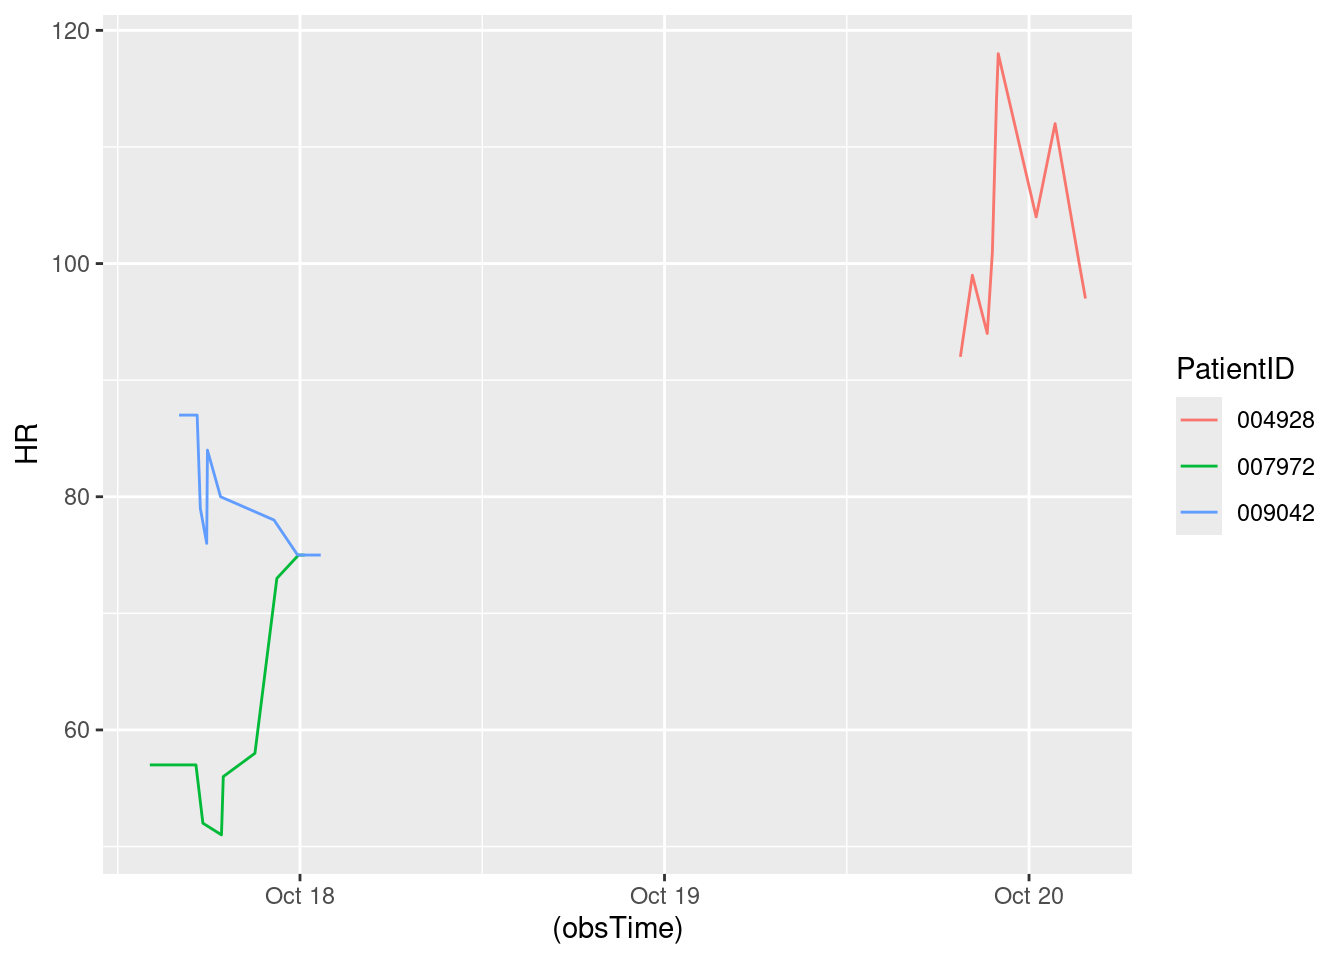 120
100
80
60
HR
Oct 18
Oct 19
Oct 20
(obsTime)
PatientID
004928
007972
009042